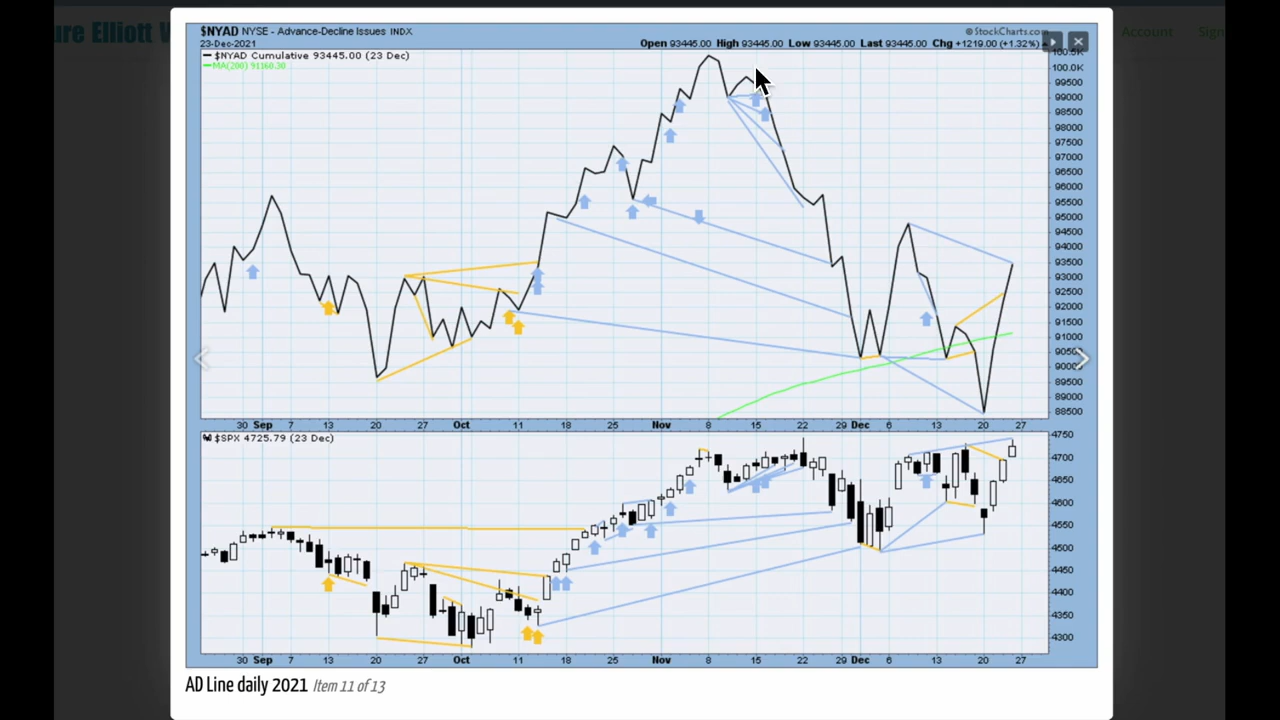 ure Elliott W
Account
Sign
$NYAD NYSE - Advance-Decline Issues INDX
© StockCharts.com
23-Dec-2021
Open 93445.00 High 93445.00 Low 93445.00 Last 93445.00 Chg +1219.00 (+1.32%)
$NYAD Cumulative 93445.00 (23 Dec)
MA(200) 91160.30
100.5K
100.0K
99500
99000
98500
98000
97500
97000
96500
96000
95500
95000
94500
94000
93500
93000
92500
92000
91500
91000
90500
9000
89500
89000
88500
30 Sep 7 13 20 27 Oct 11 18 25 Nov 8 15 22 29 Dec 6 13 20 27
$SPX 4725.79 (23 Dec)
4750
4700
4650
4600
4550
4500
4450
4400
4350
4300
30 Sep 7 13 20 27 Oct 11 18 25 Nov 8 15 22 29 Dec 6 13 20 27
AD Line daily 2021 Item 11 of 13